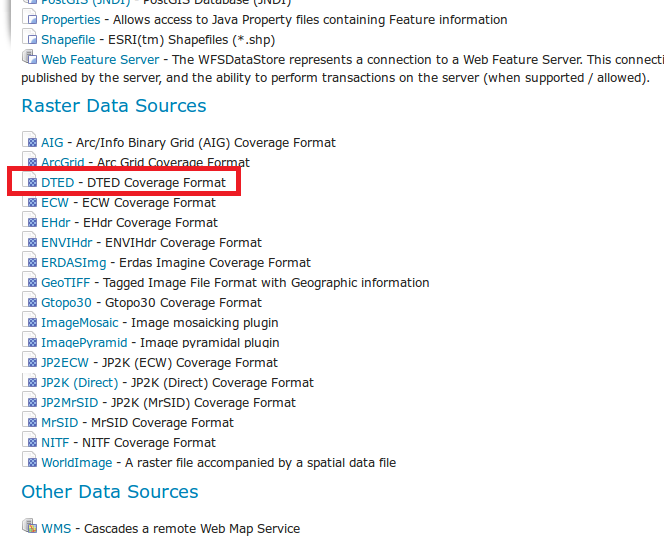 PostGIS (JNDI) - PostGIS Database (JNDI)
Properties - Allows access to Java Property files containing Feature information
Shapefile - ESRI(tm) Shapefiles (*.shp)
Web Feature Server - The WFSDataStore represents a connection to a Web Feature Server. This connecti
published by the server, and the ability to perform transactions on the server (when supported / allowed).
Raster Data Sources
AIG - Arc/Info Binary Grid (AIG) Coverage Format
ArcGrid - Arc Grid Coverage Format
DTED - DTED Coverage Format
ECW - ECW Coverage Format
EHdr - EHdr Coverage Format
ENVIHdr - ENVIHdr Coverage Format
ERDASImg - Erdas Imagine Coverage Format
GeoTIFF - Tagged Image File Format with Geographic information
Gtopo30 - Gtopo30 Coverage Format
ImageMosaic - Image mosaicking plugin
ImagePyramid - Image pyramidal plugin
JP2ECW - JP2K (ECW) Coverage Format
JP2K (Direct) - JP2K (Direct) Coverage Format
JP2MrSID - JP2K (MrSID) Coverage Format
MrSID - MrSID Coverage Format
NITF - NITF Coverage Format
WorldImage - A raster file accompanied by a spatial data file
Other Data Sources
WMS - Cascades a remote Web Map Service